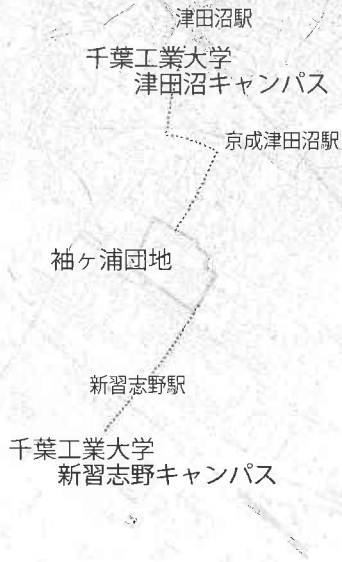 津田沼駅
千葉工業大学
津田沼キャンパス
京成津田沼駅
袖ヶ浦団地
新習志野駅
千葉工業大学
新習志野キャンパス